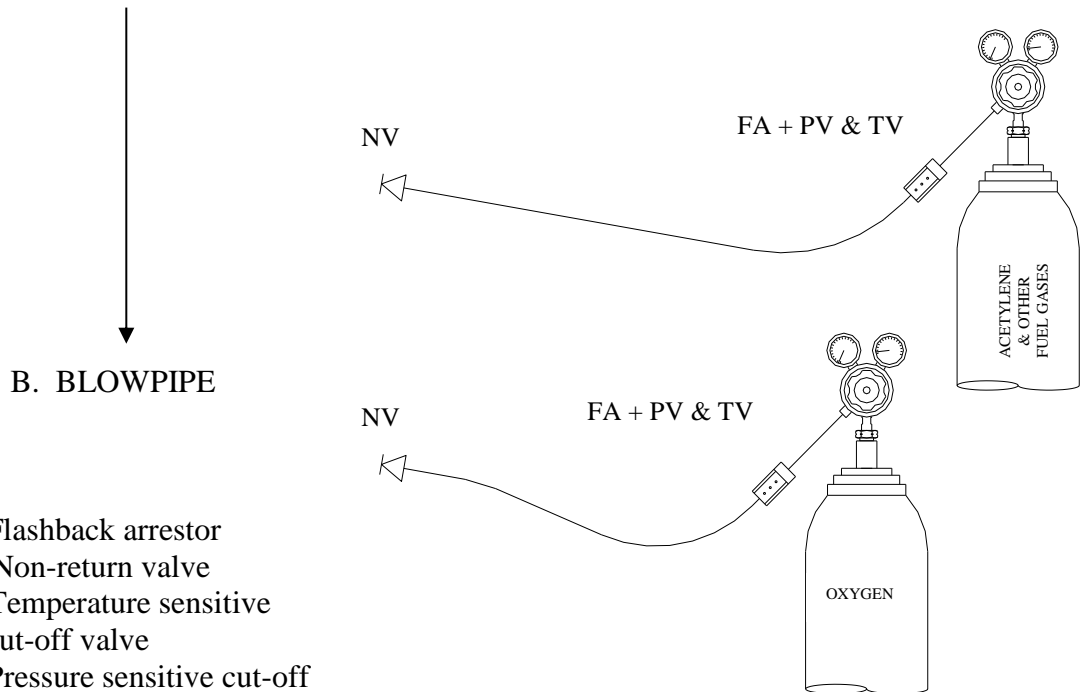 FA + PV & TV
NV
ACETYLENE
& OTHER
FUEL GASES
B. BLOWPIPE
FA + PV & TV
NV
OXYGEN
Flashback arrestor
Non-return valve
Temperature sensitive
ut-off valve
Pressure sensitive cut-off